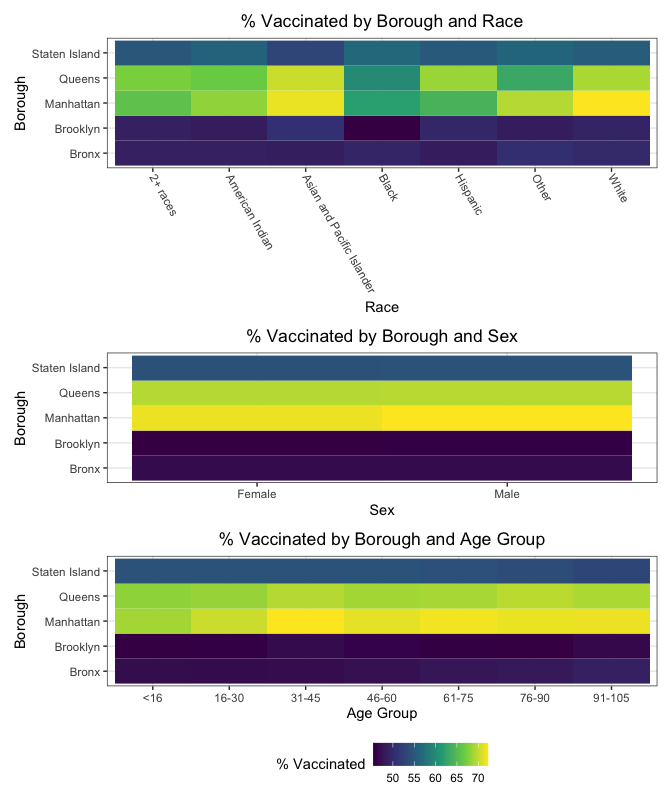 % Vaccinated by Borough and Race
Borough
Staten Island
Queens
Manhattan
Brooklyn
Bronx
2+ races
American Indian
Asian and Pacific Islander
Black
Hispanic
Other
White
Race
% Vaccinated by Borough and Sex
Borough
Staten Island
Queens
Manhattan
Brooklyn
Bronx
Female Male
Sex
% Vaccinated by Borough and Age Group
Borough
Staten Island
Queens
Manhattan
Brooklyn
Bronx
<16 16-30 31-45 46-60 61-75 76-90 91-105
Age Group
% Vaccinated
50 55 60 65 70